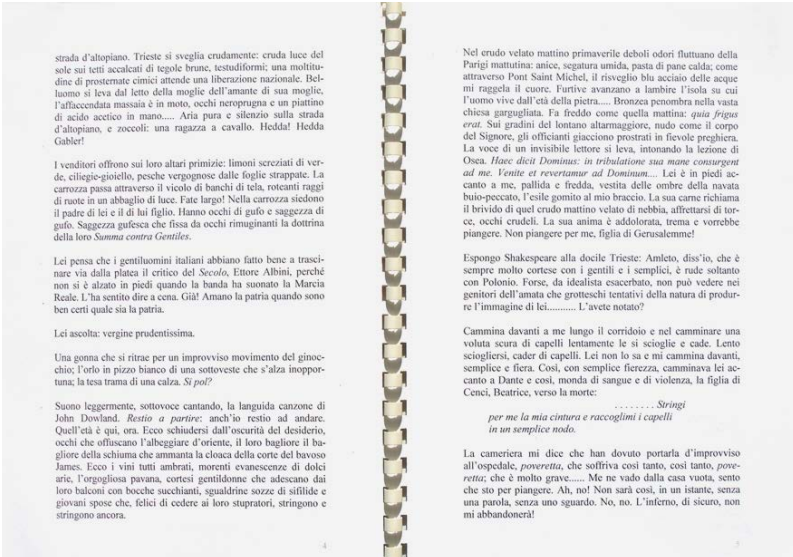 strada d'altopiano. Trieste si sveglia crudamente: cruda luce del
sole sui tetti accalcati di tegole brune, testudiformi; una moltitu-
dine di prosternate cimici attende una liberazione nazionale. Bel-
luomo si leva dal letto della moglie dell'amante di sua moglie,
l'affaccendata massaia è in moto, occhi neroprugna e un piattino
di acido acetico in mano..... Aria pura e silenzio sulla strada
d'altopiano, e zoccoli: una ragazza a cavallo. Hedda! Hedda
Gabler!
I venditori offrono sui loro altari primizie: limoni screziati di ver-
de, ciliegie-gioiello, pesche vergognose dalle foglie strappate. La
carrozza passa attraverso il vicolo di banchi di tela, roteanti raggi
di ruote in un abbaglio di luce. Fate largo! Nella carrozza siedono
il padre di lei e il di lui figlio. Hanno occhi di gufo e saggezza di
gufo. Saggezza gufesca che fissa da occhi rimuginanti la dottrina
della loro Summa contra Gentiles.
Lei pensa che i gentiluomini italiani abbiano fatto bene a trasci-
nare via dalla platea il critico del Secolo, Ettore Albini, perché
non si è alzato in piedi quando la banda ha suonato la Marcia
Reale. L'ha sentito dire a cena. Già! Amano la patria quando sono
ben certi quale sia la patria.
Lei ascolta: vergine prudentissima.
Una gonna che si ritrae per un improvviso movimento del ginoc-
chio; l'orlo in pizzo bianco di una sottoveste che s'alza inoppor-
tuna; la tesa trama di una calza. Si pol?
Suono leggermente, sottovoce cantando, la languida canzone di
John Dowland. Restio a partire: anch'io restio ad andare.
Quell'età è qui, ora. Ecco schiudersi dall'oscurità del desiderio,
occhi che offuscano l'albeggiare d'oriente, il loro bagliore il ba-
gliore della schiuma che ammanta la cloaca della corte del bavoso
James. Ecco i vini tutti ambrati, morenti evanescenze di dolci
arie, l'orgogliosa pavana, cortesi gentildonne che adescano dai
loro balconi con bocche succhianti, sgualdrine sozze di sifilide e
giovani spose che, felici di cedere ai loro stupratori, stringono e
stringono ancora.
4
Nel crudo velato mattino primaverile deboli odori fluttuano della
Parigi mattutina: anice, segatura umida, pasta di pane calda; come
attraverso Pont Saint Michel, il risveglio blu acciaio delle acque
mi raggela il cuore. Furtive avanzano a lambire l'isola su cui
l'uomo vive dall'età della pietra..... Bronzea penombra nella vasta
chiesa gargugliata. Fa freddo come quella mattina: quia frigus
erat. Sui gradini del lontano altarmaggiore, nudo come il corpo
del Signore, gli officianti giacciono prostrati in fievole preghiera.
La voce di un invisibile lettore si leva, intonando la lezione di
Osea. Haec dicit Dominus: in tribulatione sua mane consurgent
ad me. Venite et revertamur ad Dominum.... Lei è in piedi ac-
canto a me, pallida e fredda, vestita delle ombre della navata
buio-peccato, l'esile gomito al mio braccio. La sua carne richiama
il brivido di quel crudo mattino velato di nebbia, affrettarsi di tor-
ce, occhi crudeli. La sua anima è addolorata, trema e vorrebbe
piangere. Non piangere per me, figlia di Gerusalemme!
Espongo Shakespeare alla docile Trieste: Amleto, diss'io, che è
sempre molto cortese con i gentili e i semplici, è rude soltanto
con Polonio. Forse, da idealista esacerbato, non può vedere nei
genitori dell'amata che grotteschi tentativi della natura di produr-
re l'immagine di lei........... L'avete notato?
Cammina davanti a me lungo il corridoio e nel camminare una
voluta scura di capelli lentamente le si scioglie e cade. Lento
sciogliersi, cader di capelli. Lei non lo sa e mi cammina davanti,
semplice e fiera. Così, con semplice fierezza, camminava lei ac-
canto a Dante e così, monda di sangue e di violenza, la figlia di
Cenci, Beatrice, verso la morte:
. . . . . . . . Stringi
per me la mia cintura e raccoglimi i capelli
in un semplice nodo.
La cameriera mi dice che han dovuto portarla d'improvviso
all'ospedale, poveretta, che soffriva così tanto, così tanto, pove-
retta; che è molto grave...... Me ne vado dalla casa vuota, sento
che sto per piangere. Ah, no! Non sarà così, in un istante, senza
una parola, senza uno sguardo. No, no. L'inferno, di sicuro, non
mi abbandonerà!
5